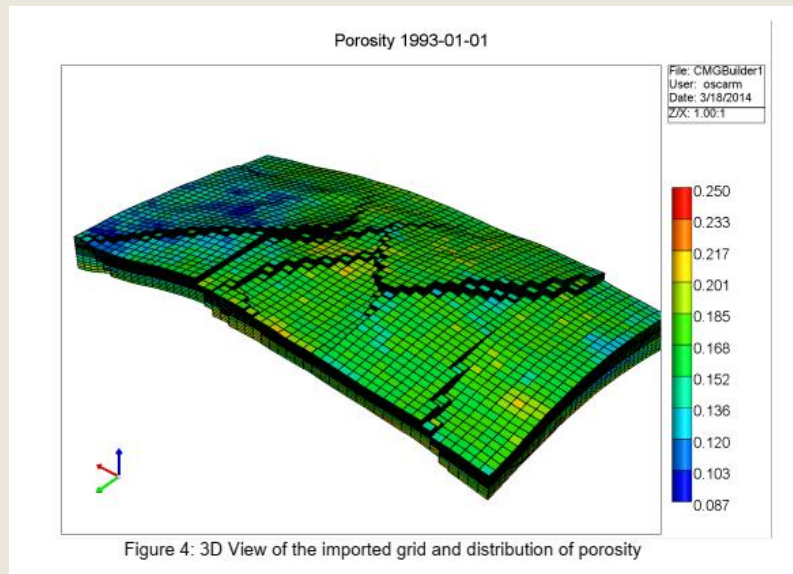 Porosity 1993-01-01
File: CMGBuilder1
User: oscarm
Date: 3/18/2014
Z/X: 1.00:1
0.250
0.233
0.217
0.201
0.185
0.168
0.152
0.136
0.120
0.103
0.087
Figure 4: 3D View of the imported grid and distribution of porosity